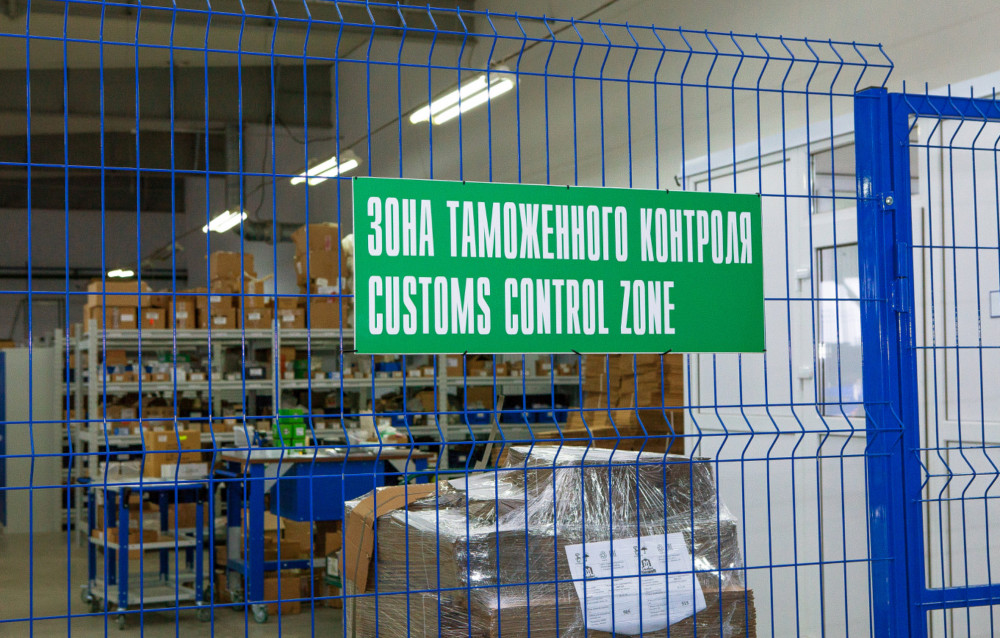 ЗОНА ТАМОЖЕННОГО КОНТРОЛЯ
CUSTOMS CONTROL ZONE